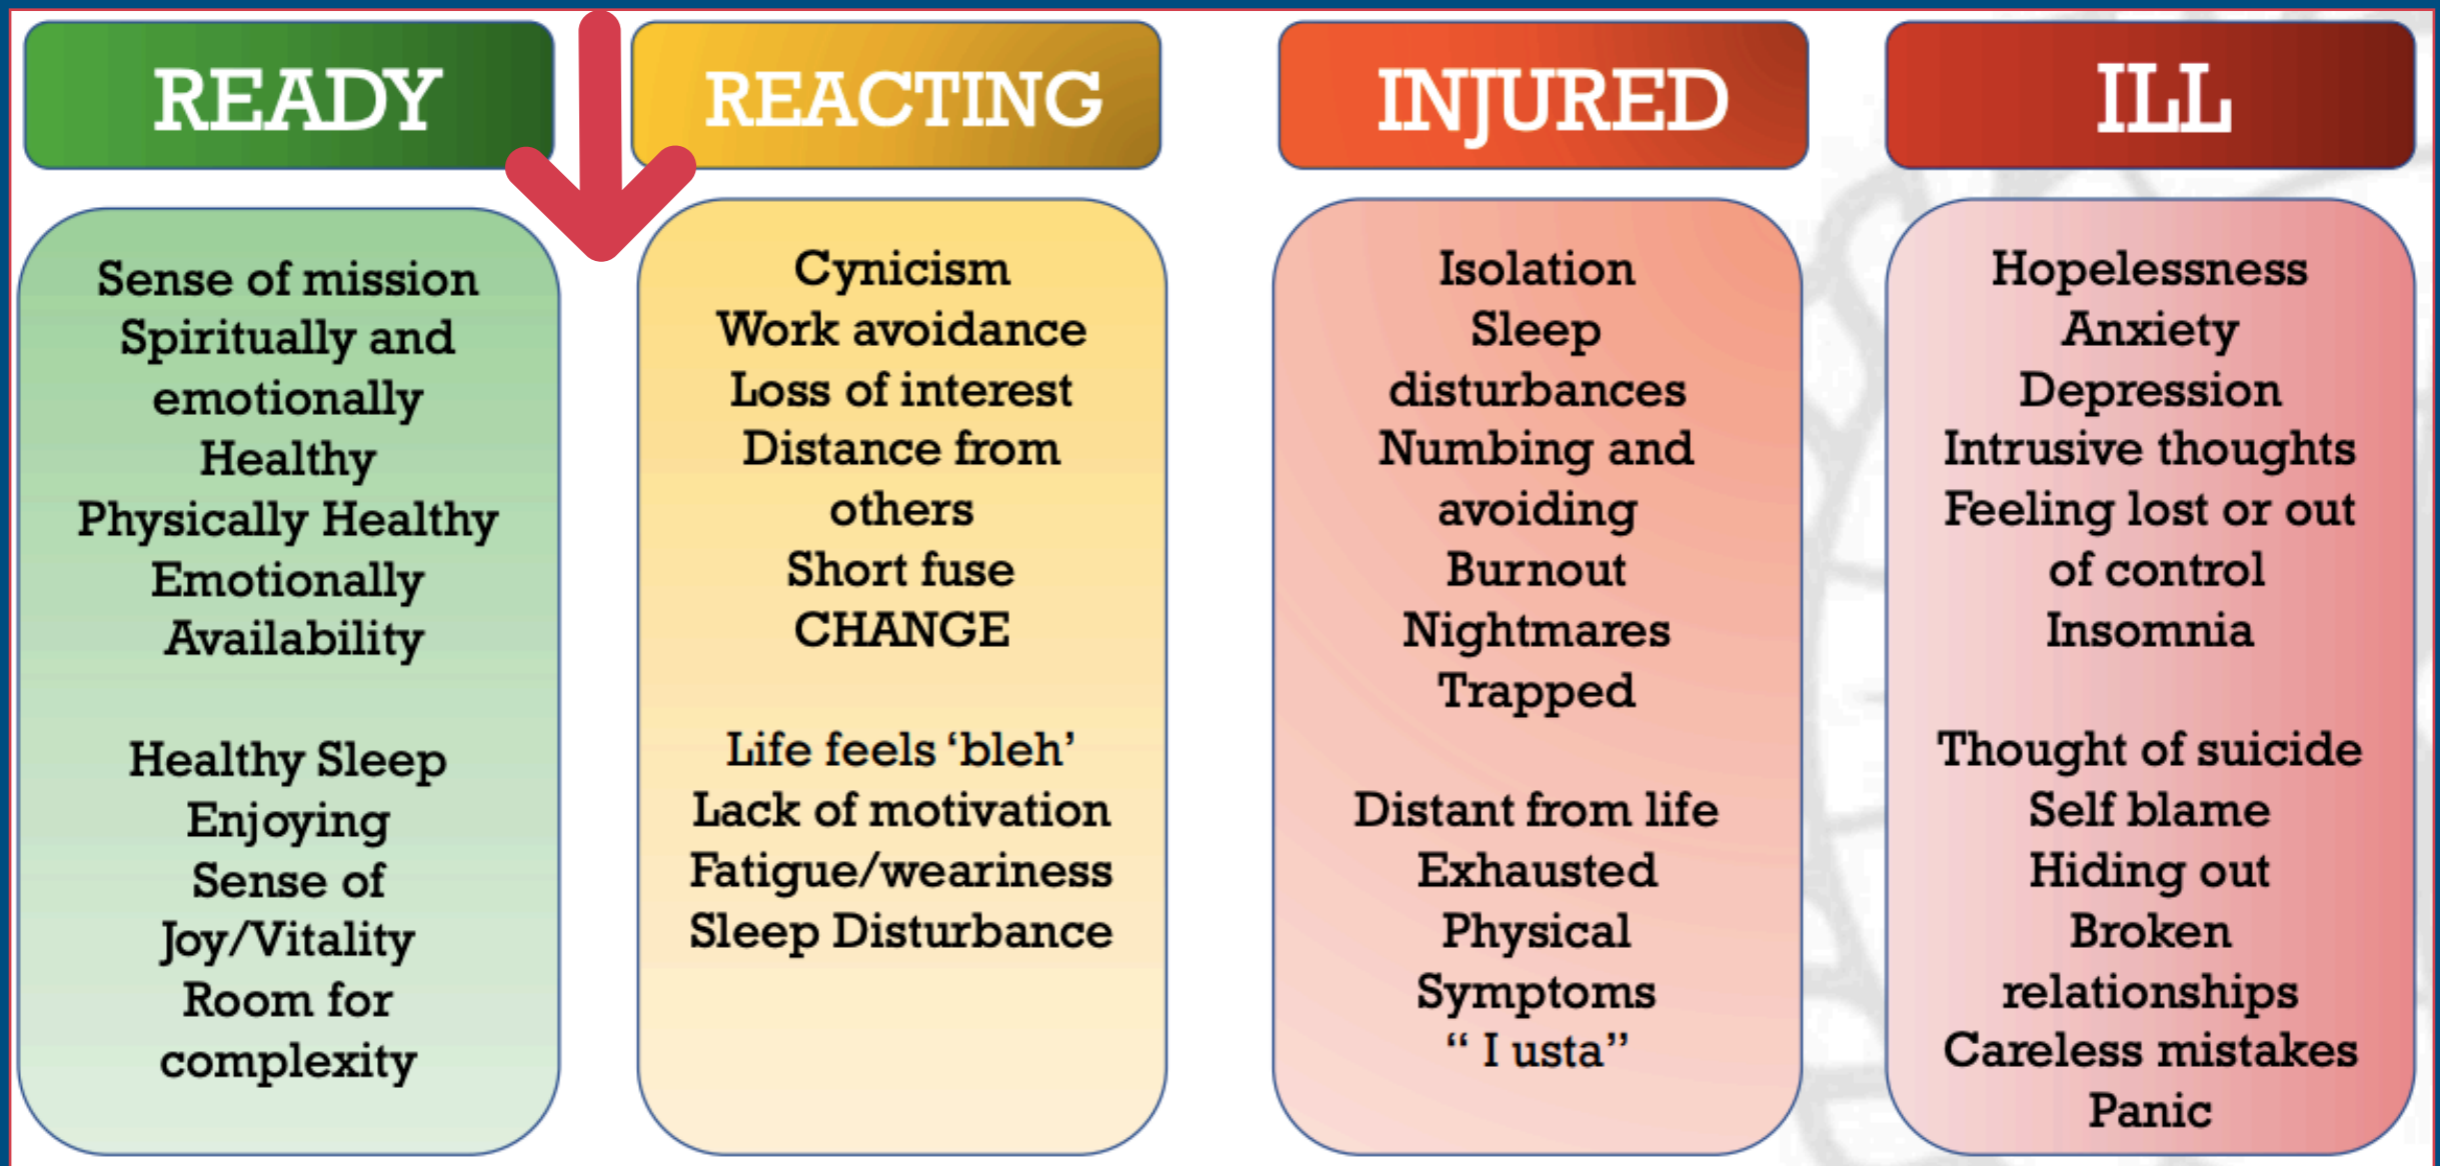 READY
Sense of mission
Spiritually and
emotionally
Healthy
Physically Healthy
Emotionally
Availability
Healthy Sleep
Enjoying
Sense of
Joy/Vitality
Room for
complexity
REACTING
Cynicism
Work avoidance
Loss of interest
Distance from
others
Short fuse
CHANGE
Life feels ‘bleh’
Lack of motivation
Fatigue/weariness
Sleep Disturbance
INJURED
Isolation
Sleep
disturbances
Numbing and
avoiding
Burnout
Nightmares
Trapped
Distant from life
Exhausted
Physical
Symptoms
“ I usta”
ILL
Hopelessness
Anxiety
Depression
Intrusive thoughts
Feeling lost or out
of control
Insomnia
Thought of suicide
Self blame
Hiding out
Broken
relationships
Careless mistakes
Panic